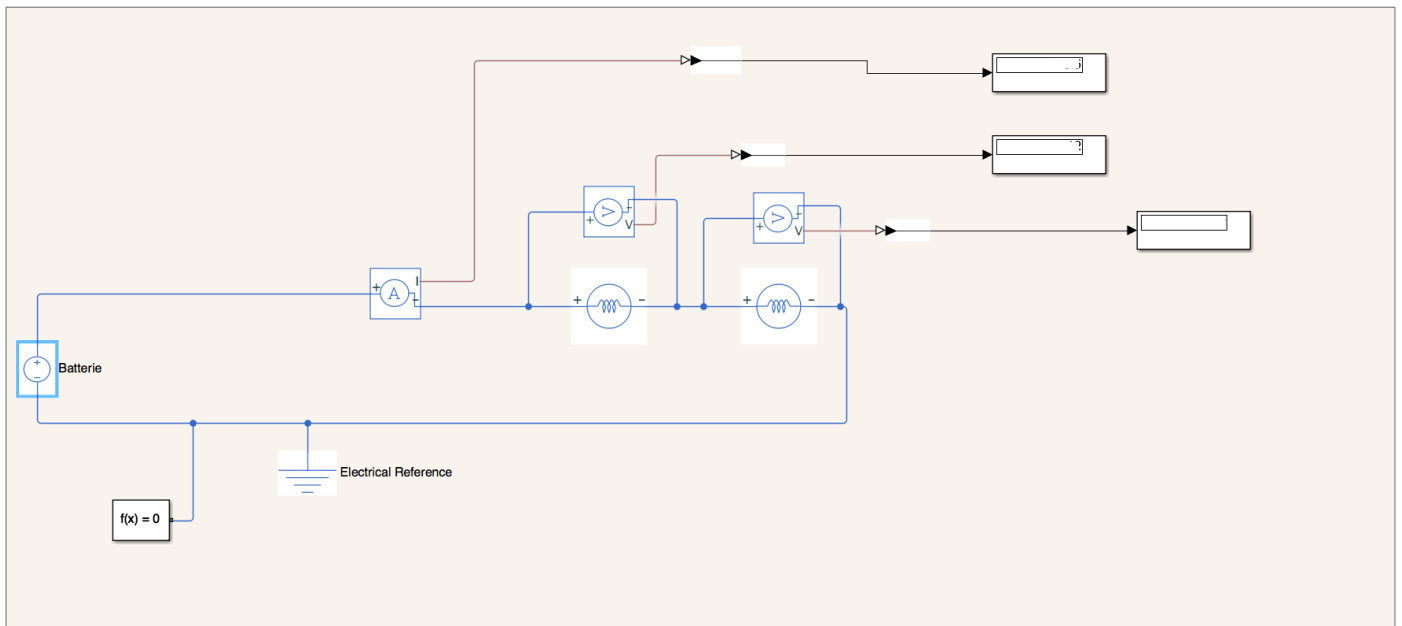 I
+
-
A
+
-
V
V
+
-
V
V
+
-
+
-
+
-
Batterie
Electrical Reference
f(x) = 0